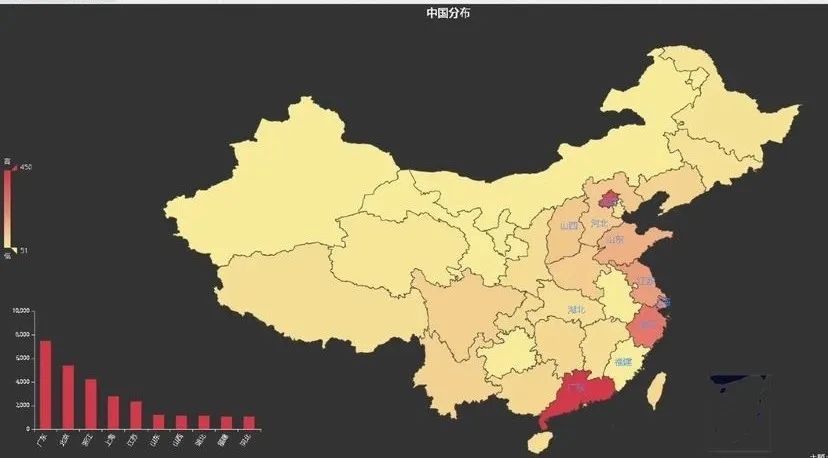 中国分布
高
450
51
低
山西
河北
山东
江苏
湖北
福建
广东
10,000
8,000
6,000
4,000
2,000
0
广东
北京
浙江
上海
江苏
山东
山西
湖北
福建
河北